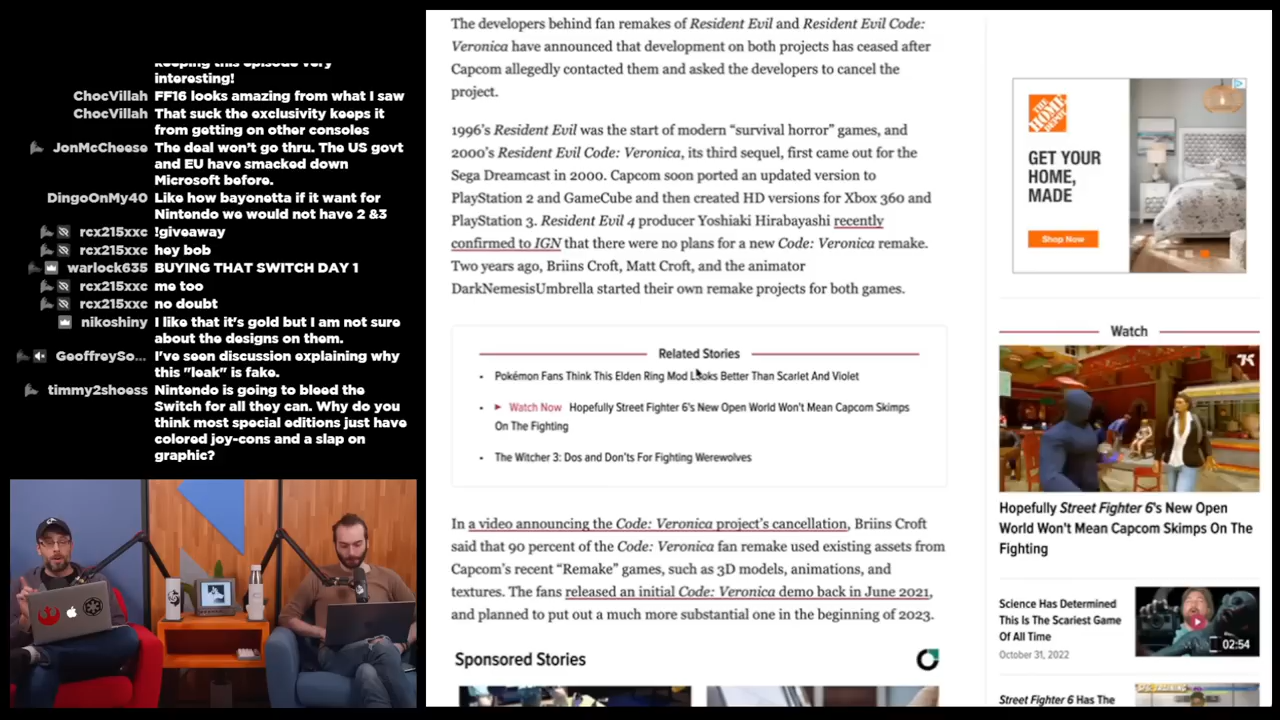 keeping this episode very
interesting!
ChocVillah FF16 looks amazing from what I saw
ChocVillah That suck the exclusivity keeps it
from getting on other consoles
JonMcCheese The deal won't go thru. The US govt
and EU have smacked down
Microsoft before.
DingoOnMy40 Like how bayonetta if it want for
Nintendo we would not have 2 &3
rcx215xxc !giveaway
rcx215xxc hey bob
warlock635 BUYING THAT SWITCH DAY 1
rcx215xxc me too
rcx215xxc no doubt
nikoshiny I like that it's gold but I am not sure
about the designs on them.
GeoffreySo... I've seen discussion explaining why
this "leak" is fake.
timmy2shoess Nintendo is going to bleed the
Switch for all they can. Why do you
think most special editions just have
colored joy-cons and a slap on
graphic?
The developers behind fan remakes of Resident Evil and Resident Evil Code:
Veronica have announced that development on both projects has ceased after
Capcom allegedly contacted them and asked the developers to cancel the
project.
1996's Resident Evil was the start of modern “survival horror” games, and
2000's Resident Evil Code: Veronica, its third sequel, first came out for the
Sega Dreamcast in 2000. Capcom soon ported an updated version to
PlayStation 2 and GameCube and then created HD versions for Xbox 360 and
PlayStation 3. Resident Evil 4 producer Yoshiaki Hirabayashi recently
confirmed to IGN that there were no plans for a new Code: Veronica remake.
Two years ago, Briins Croft, Matt Croft, and the animator
DarkNemesisUmbrella started their own remake projects for both games.
Related Stories
Pokémon Fans Think This Elden Ring Mod Looks Better Than Scarlet And Violet
Watch Now Hopefully Street Fighter 6's New Open World Won't Mean Capcom Skimps
On The Fighting
The Witcher 3: Dos and Don'ts For Fighting Werewolves
In a video announcing the Code: Veronica project's cancellation, Briins Croft
said that 90 percent of the Code: Veronica fan remake used existing assets from
Capcom's recent “Remake” games, such as 3D models, animations, and
textures. The fans released an initial Code: Veronica demo back in June 2021,
and planned to put out a much more substantial one in the beginning of 2023.
Sponsored Stories
THE
HOME
DEPOT
GET YOUR
HOME,
MADE
Shop Now
Watch
Hopefully Street Fighter 6's New Open
World Won't Mean Capcom Skimps On The
Fighting
Science Has Determined
This Is The Scariest Game
Of All Time
October 31, 2022
02:54
Street Fighter 6 Has The